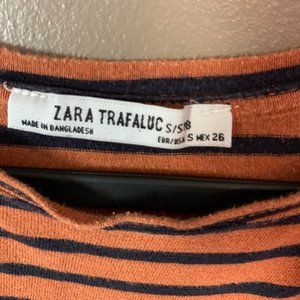 ZARA TRAFALUC S/S
MADE IN BANGLADESH
EUR/USA S MEX 26